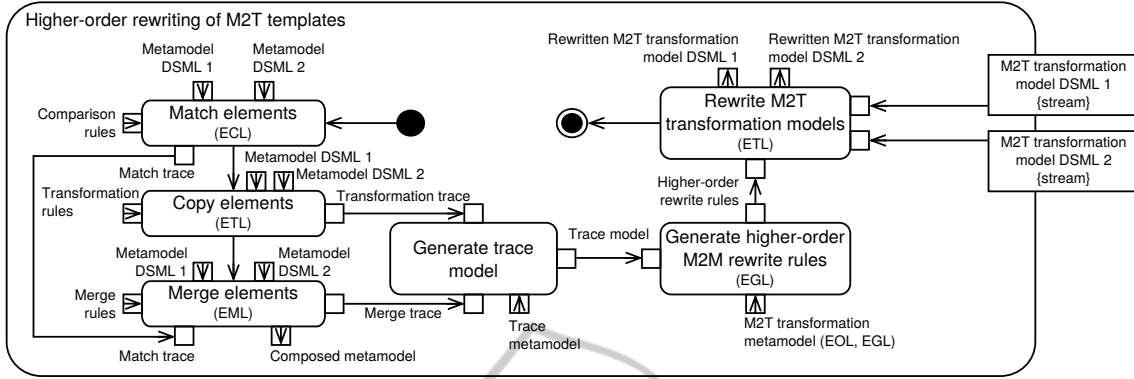 Higher-order rewriting of M2T templates
Metamodel
DSML 1
Metamodel
DSML 2
Comparison
rules
Match elements
(ECL)
Match trace
Metamodel DSML 1
Metamodel DSML 2
Transformation
rules
Copy elements
(ETL)
Transformation trace
Metamodel
DSML 1
Metamodel
DSML 2
Merge
rules
Merge elements
(EML)
Merge trace
Match trace
Composed metamodel
Generate trace
model
Trace
metamodel
Trace model
Rewritten M2T transformation
model DSML 1
Rewritten M2T transformation
model DSML 2
Rewrite M2T
transformation models
(ETL)
Higher-order
rewrite rules
Generate higher-order
M2M rewrite rules
(EGL)
M2T transformation
metamodel (EOL, EGL)
M2T transformation
model DSML 1
{stream}
M2T transformation
model DSML 2
{stream}